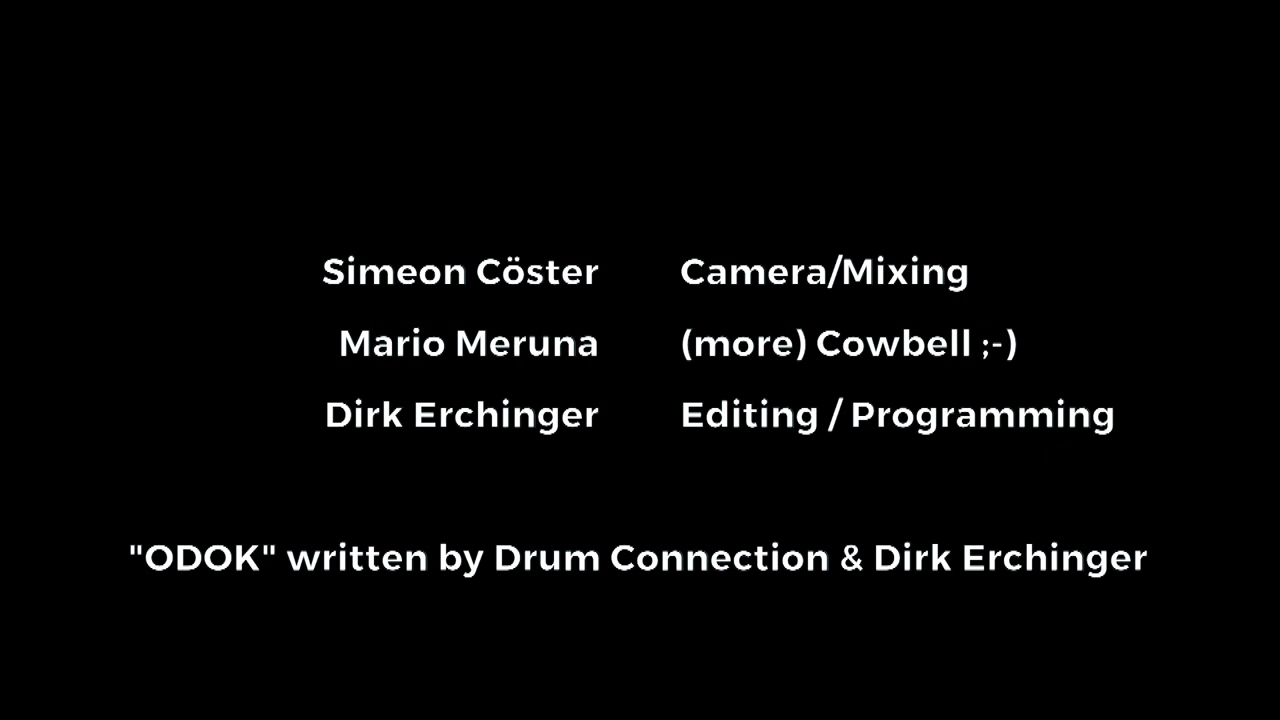 Simeon Cöster Camera/Mixing
Mario Meruna (more) Cowbell ;-)
Dirk Erchinger Editing / Programming
"ODOK" written by Drum Connection & Dirk Erchinger